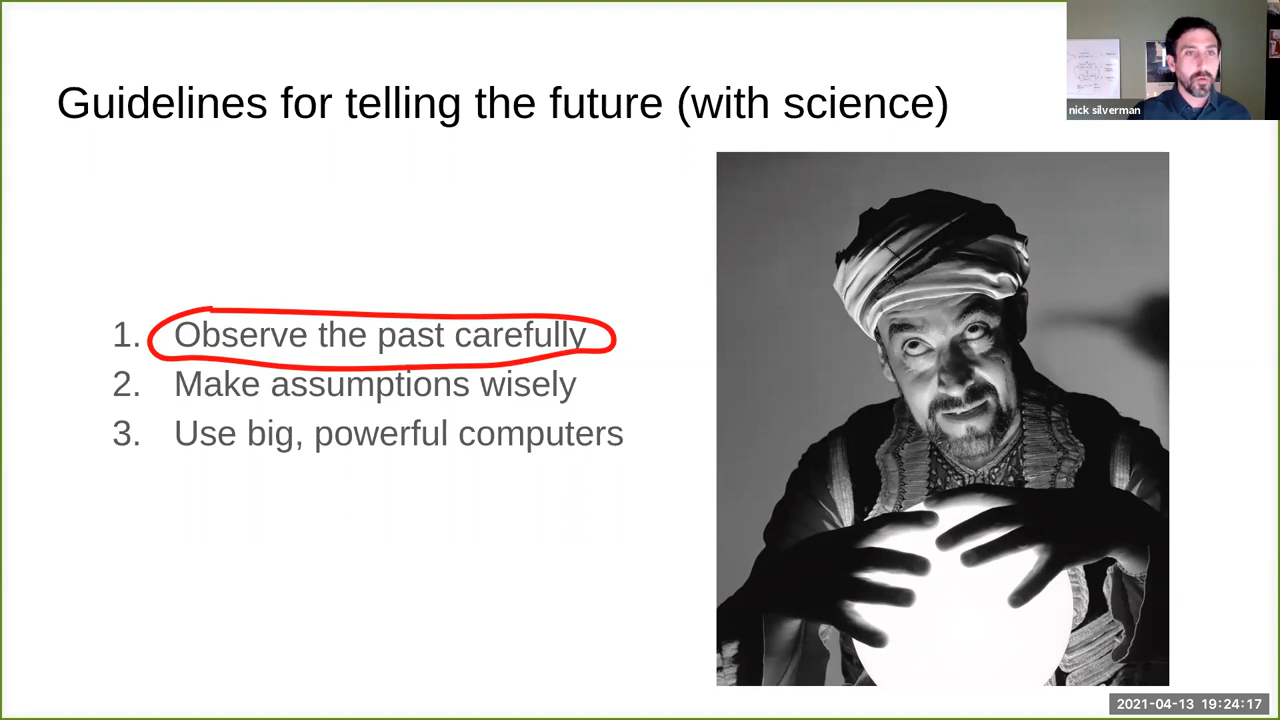 nick silverman
Guidelines for telling the future (with science)
1. Observe the past carefully
2. Make assumptions wisely
3. Use big, powerful computers
2021-04-13 19:24:17